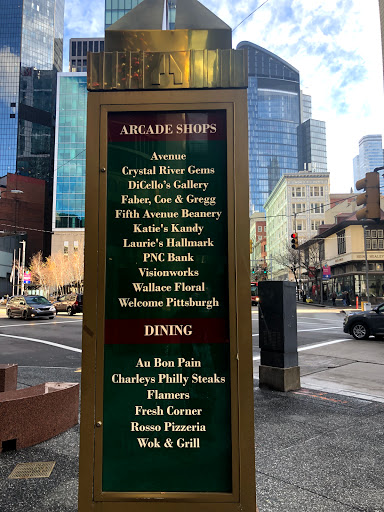 ARCADE SHOPS
Avenue
Crystal River Gems
DiCello's Gallery
Faber, Coe & Gregg
Fifth Avenue Beanery
Katie's Kandy
Laurie's Hallmark
PNC Bank
Visionworks
Wallace Floral
Welcome Pittsburgh
DINING
Au Bon Pain
Charleys Philly Steaks
Flamers
Fresh Corner
Rosso Pizzeria
Wok & Grill